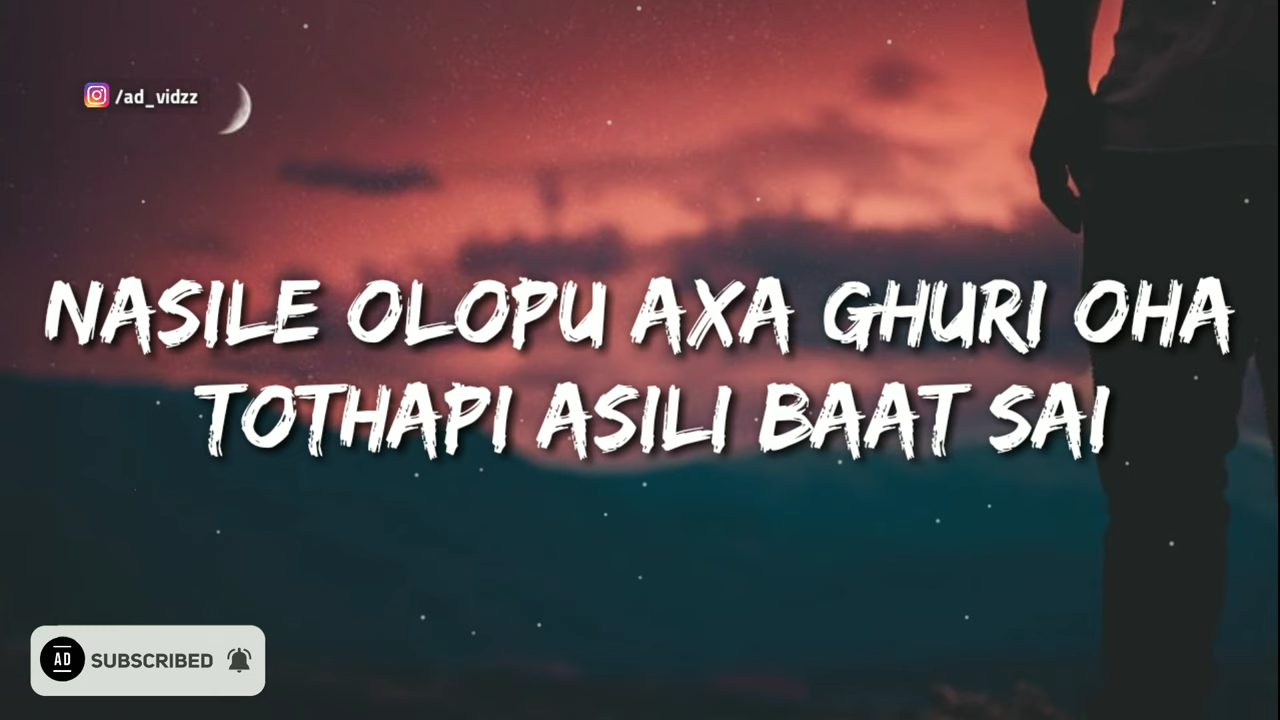 /ad_vidzz
NASILE OLOPU AXA GHURI OHA
TOTHAPI ASILI BAAT SAI
AD SUBSCRIBED